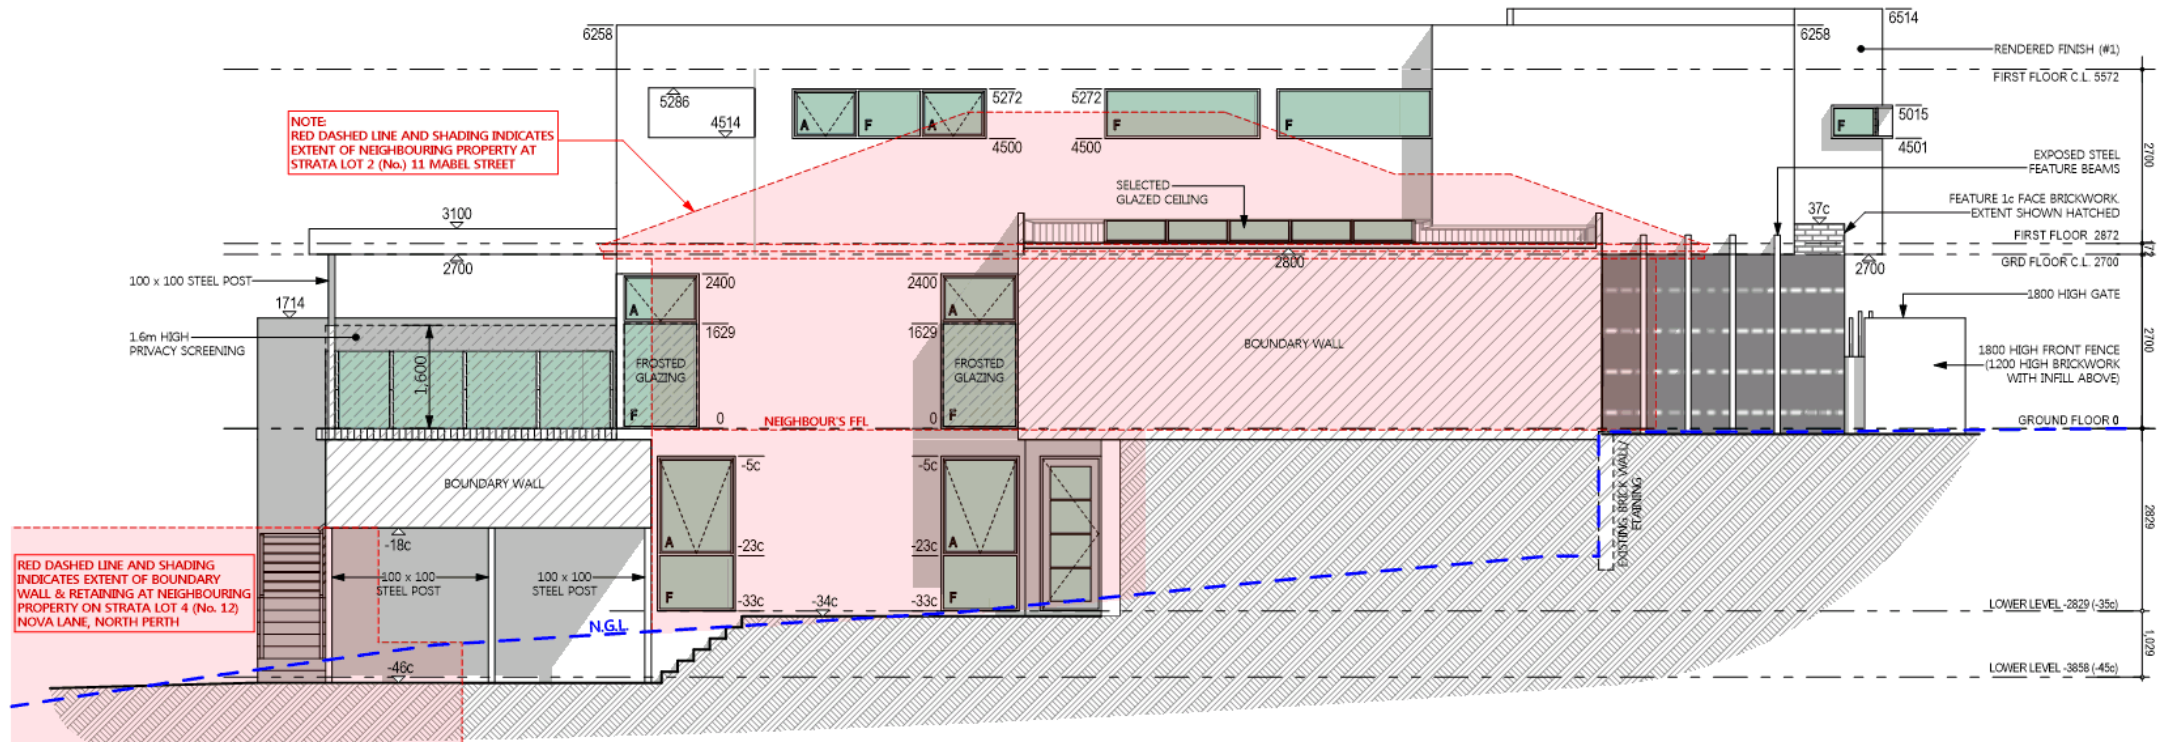 6258
6514
6258
RENDERED FINISH (#1)
FIRST FLOOR C.L. 5572
5286
4514
A
F
A
5272
4500
5272
4500
F
F
F
5015
4501
NOTE:
RED DASHED LINE AND SHADING INDICATES
EXTENT OF NEIGHBOURING PROPERTY AT
STRATA LOT 2 (No.) 11 MABEL STREET
EXPOSED STEEL
FEATURE BEAMS
2700
SELECTED
GLAZED CEILING
FEATURE 1c FACE BRICKWORK.
EXTENT SHOWN HATCHED
37c
3100
FIRST FLOOR 2872
172
2700
2800
2700
GRD FLOOR C.L. 2700
100 x 100 STEEL POST
1714
2400
A
2400
A
1800 HIGH GATE
1.6m HIGH
PRIVACY SCREENING
1629
1629
2700
BOUNDARY WALL
1800 HIGH FRONT FENCE
(1200 HIGH BRICKWORK
WITH INFILL ABOVE)
1,600
FROSTED
GLAZING
F
FROSTED
GLAZING
F
0
NEIGHBOUR'S FFL
0
GROUND FLOOR 0
BOUNDARY WALL
-5c
-5c
EXISTING BRICK WALL/
ETAINING
2829
-18c
A
-23c
-23c
A
100 x 100
STEEL POST
100 x 100
STEEL POST
RED DASHED LINE AND SHADING
INDICATES EXTENT OF BOUNDARY
WALL & RETAINING AT NEIGHBOURING
PROPERTY ON STRATA LOT 4 (No. 12)
NOVA LANE, NORTH PERTH
F
-33c
-34c
-33c
F
LOWER LEVEL -2829 (-35c)
N.G.L.
1,029
-46c
LOWER LEVEL -3858 (-45c)